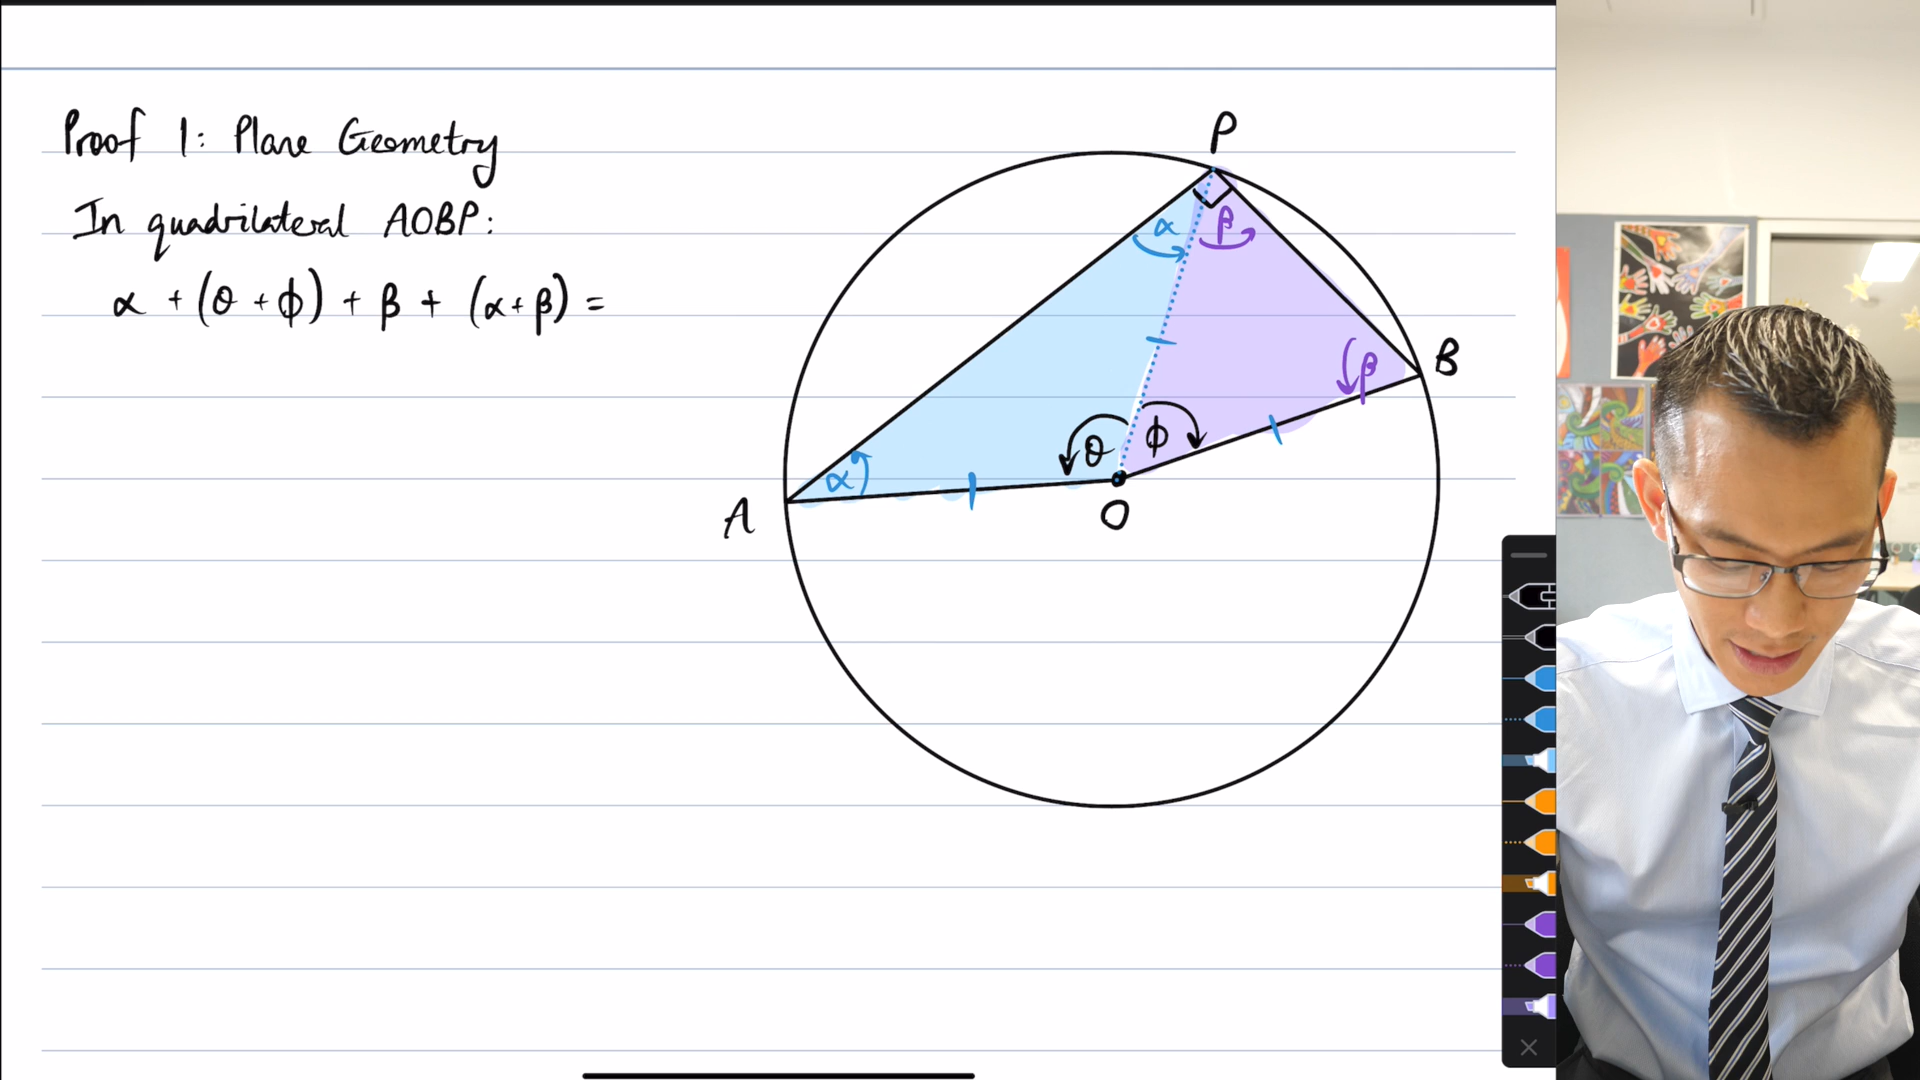 Proof 1: Plane Geometry
In quadrilateral AOBP:
α + (θ + ϕ) + β + (α + β) =
P
α
β
B
β
θ
ϕ
α
A
O